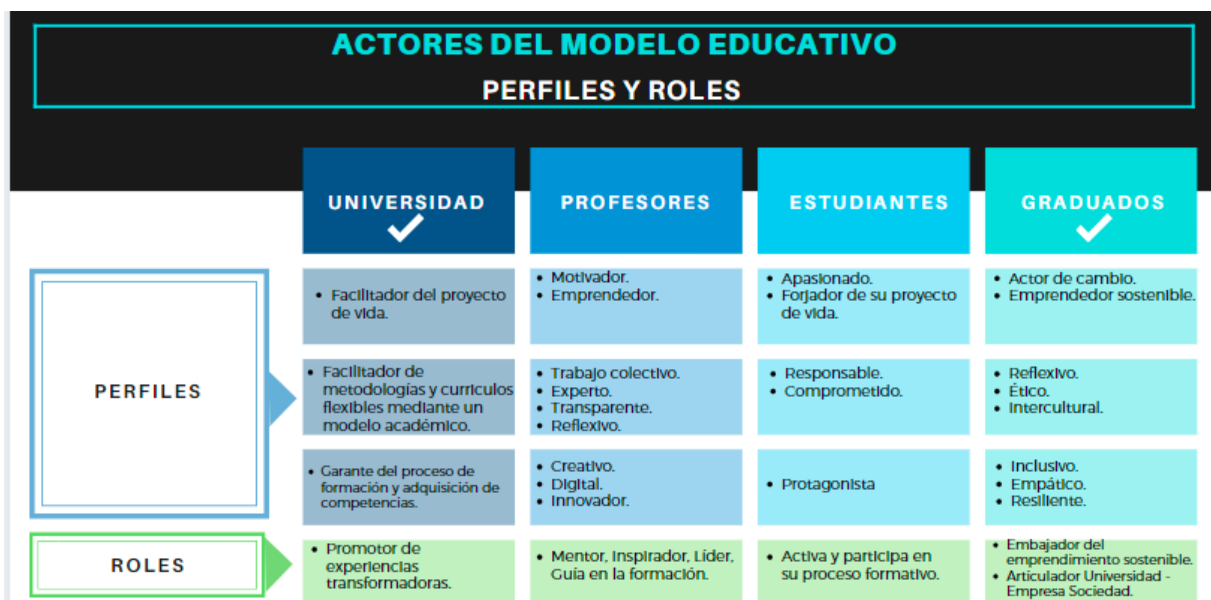 ACTORES DEL MODELO EDUCATIVO
PERFILES Y ROLES
UNIVERSIDAD
PROFESORES
ESTUDIANTES
GRADUADOS
PERFILES
• Facilitador del proyecto
de vida.
• Motivador.
• Emprendedor.
• Apasionado.
• Forjador de su proyecto
de vida.
• Actor de cambio.
• Emprendedor sostenible.
• Facilitador de
metodologías y curriculos
flexibles mediante un
modelo académico.
• Trabajo colectivo.
• Experto.
• Transparente.
• Reflexivo.
• Responsable.
• Comprometido.
• Reflexivo.
• Ético.
• Intercultural.
• Garante del proceso de
formación y adquisición de
competencias.
• Creativo.
• Digital.
• Innovador.
• Protagonista
• Inclusivo.
• Empático.
• Resiliente.
ROLES
• Promotor de
experiencias
transformadoras.
• Mentor, Inspirador, Líder,
Guía en la formación.
• Activa y participa en
su proceso formativo.
• Embajador del
emprendimiento sostenible.
• Articulador Universidad -
Empresa Sociedad.